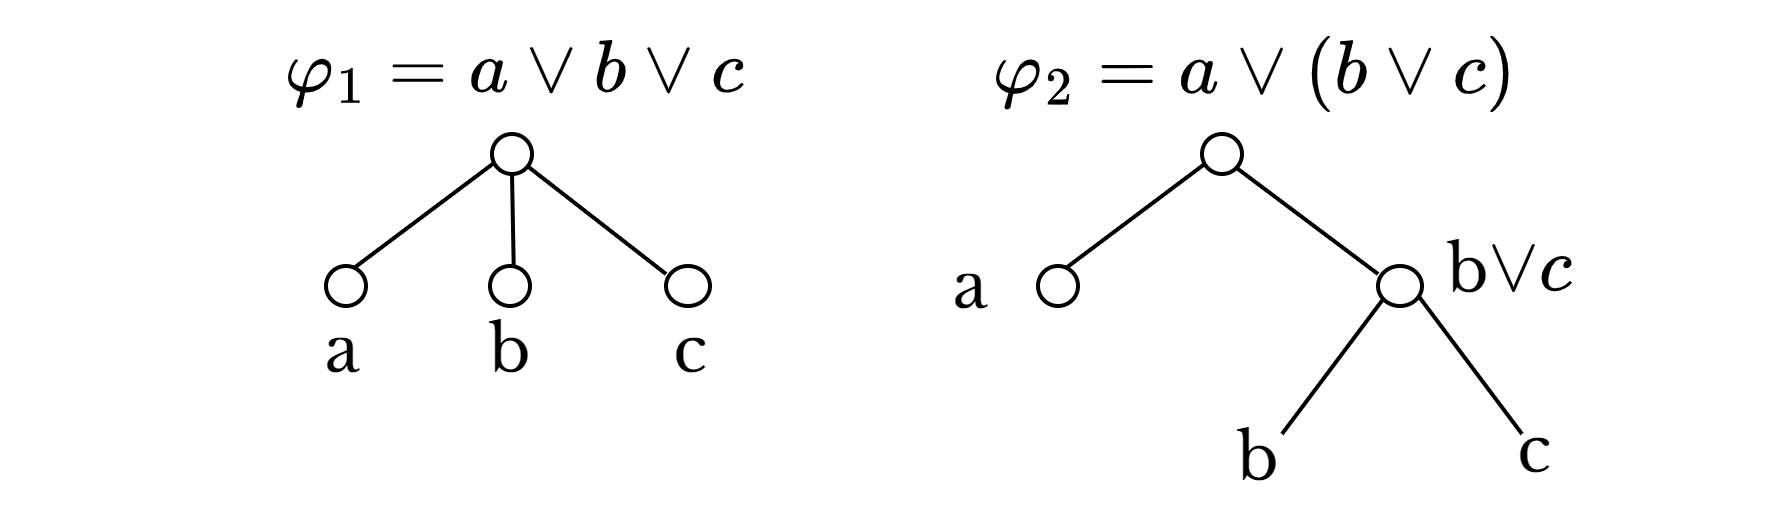 φ₁ = a ∨ b ∨ c
a b c
φ₂ = a ∨ (b ∨ c)
a b∨c
b c